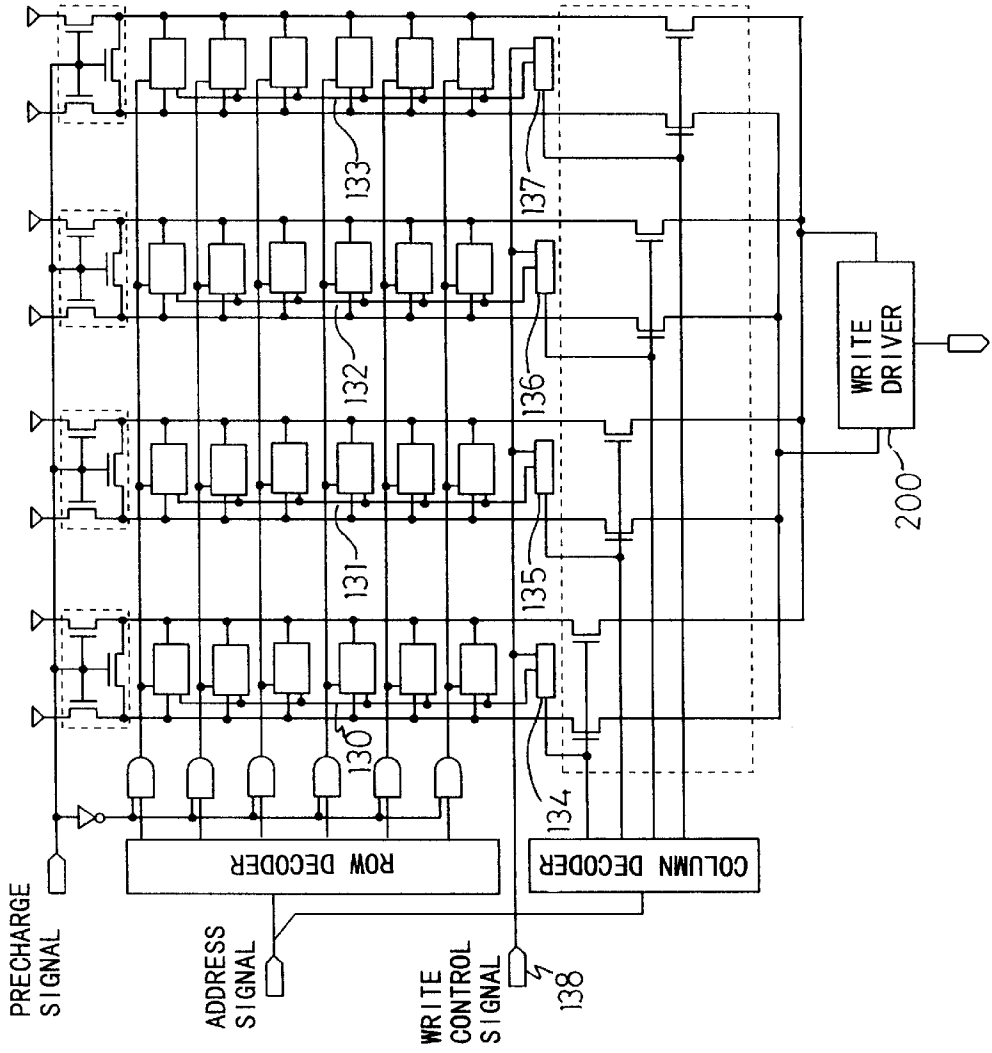 PRECHARGE
SIGNAL
ADDRESS
SIGNAL
WRITE
CONTROL
SIGNAL
138
ROW DECODER
COLUMN DECODER
130
131
132
133
134
135
136
137
WRITE
DRIVER
200